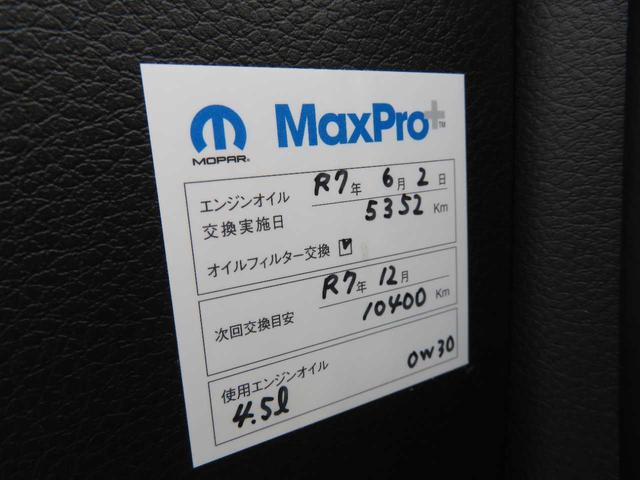 MOPAR® MaxPro+™
エンジンオイル 交換実施日 R7年 6月 2日
5352 Km
オイルフィルター交換 ☑
次回交換目安 R7年 12月
10400 Km
使用エンジンオイル 0W30
4.5ℓ